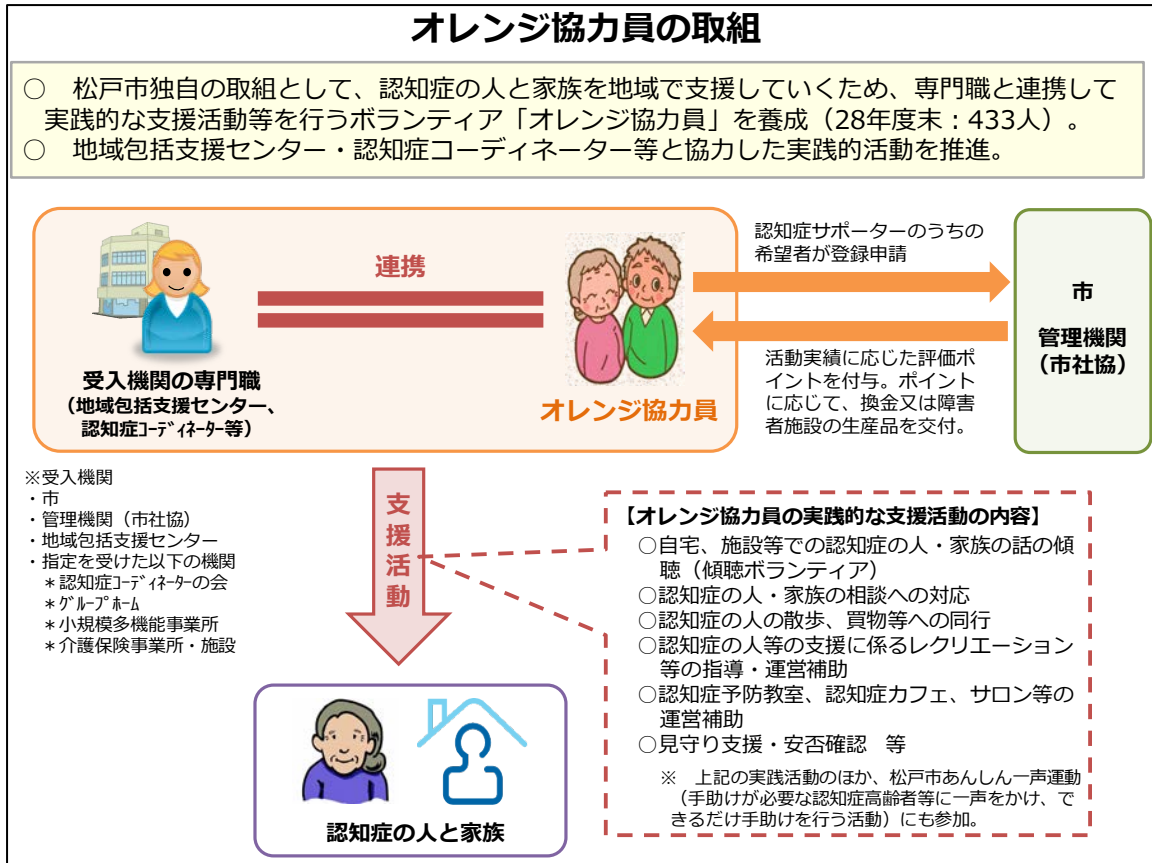 オレンジ協力員の取組
○　松戸市独自の取組として、認知症の人と家族を地域で支援していくため、専門職と連携して
実践的な支援活動等を行うボランティア「オレンジ協力員」を養成（28年度末：433人）。
○　地域包括支援センター・認知症コーディネーター等と協力した実践的活動を推進。
連携
受入機関の専門職
（地域包括支援センター、
認知症ｺｰﾃﾞｨﾈｰﾀｰ等）
オレンジ協力員
認知症サポーターのうちの
希望者が登録申請
活動実績に応じた評価ポ
イントを付与。ポイント
に応じて、換金又は障害
者施設の生産品を交付。
市
管理機関
（市社協）
※受入機関
・市
・管理機関（市社協）
・地域包括支援センター
・指定を受けた以下の機関
＊認知症ｺｰﾃﾞｨﾈｰﾀｰの会
＊ｸﾞﾙｰﾌﾟﾎｰﾑ
＊小規模多機能事業所
＊介護保険事業所・施設
支援活動
【オレンジ協力員の実践的な支援活動の内容】
○自宅、施設等での認知症の人・家族の話の傾
聴（傾聴ボランティア）
○認知症の人・家族の相談への対応
○認知症の人の散歩、買物等への同行
○認知症の人等の支援に係るレクリエーション
等の指導・運営補助
○認知症予防教室、認知症カフェ、サロン等の
運営補助
○見守り支援・安否確認　等
※　上記の実践活動のほか、松戸市あんしん一声運動
（手助けが必要な認知症高齢者等に一声をかけ、で
きるだけ手助けを行う活動）にも参加。
認知症の人と家族